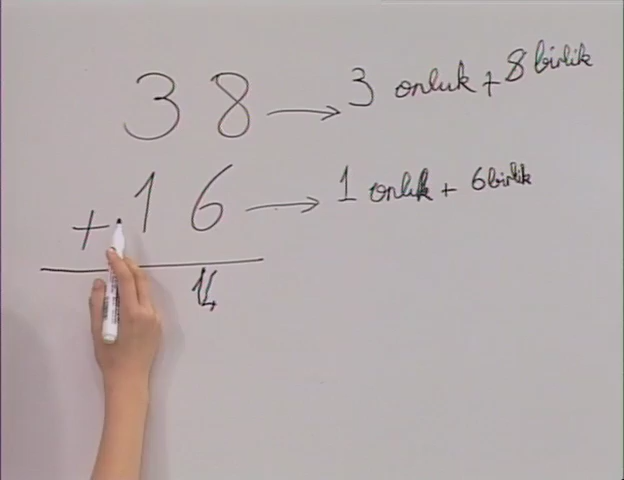 38 → 3 onluk + 8 birlik
+ 16 → 1 onluk + 6 birlik
14